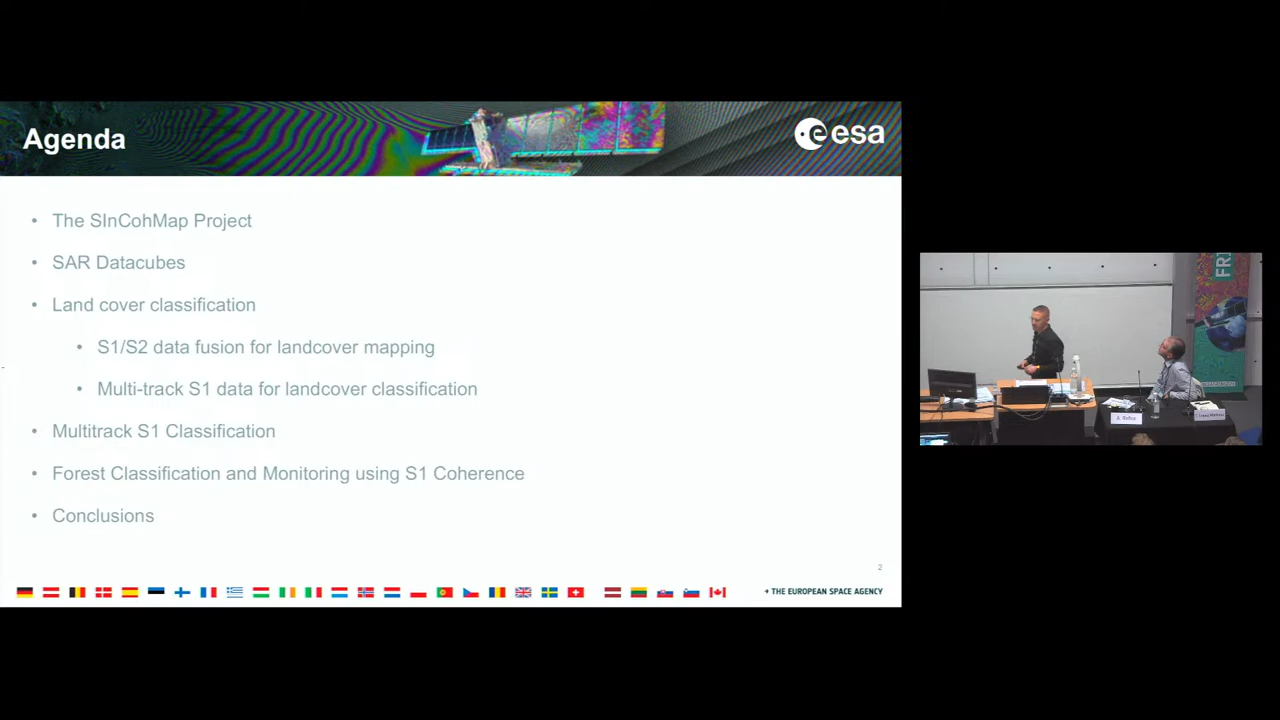 Agenda
esa
• The SInCohMap Project
• SAR Datacubes
• Land cover classification
• S1/S2 data fusion for landcover mapping
• Multi-track S1 data for landcover classification
• Multitrack S1 Classification
• Forest Classification and Monitoring using S1 Coherence
• Conclusions
2
→ THE EUROPEAN SPACE AGENCY
FRI